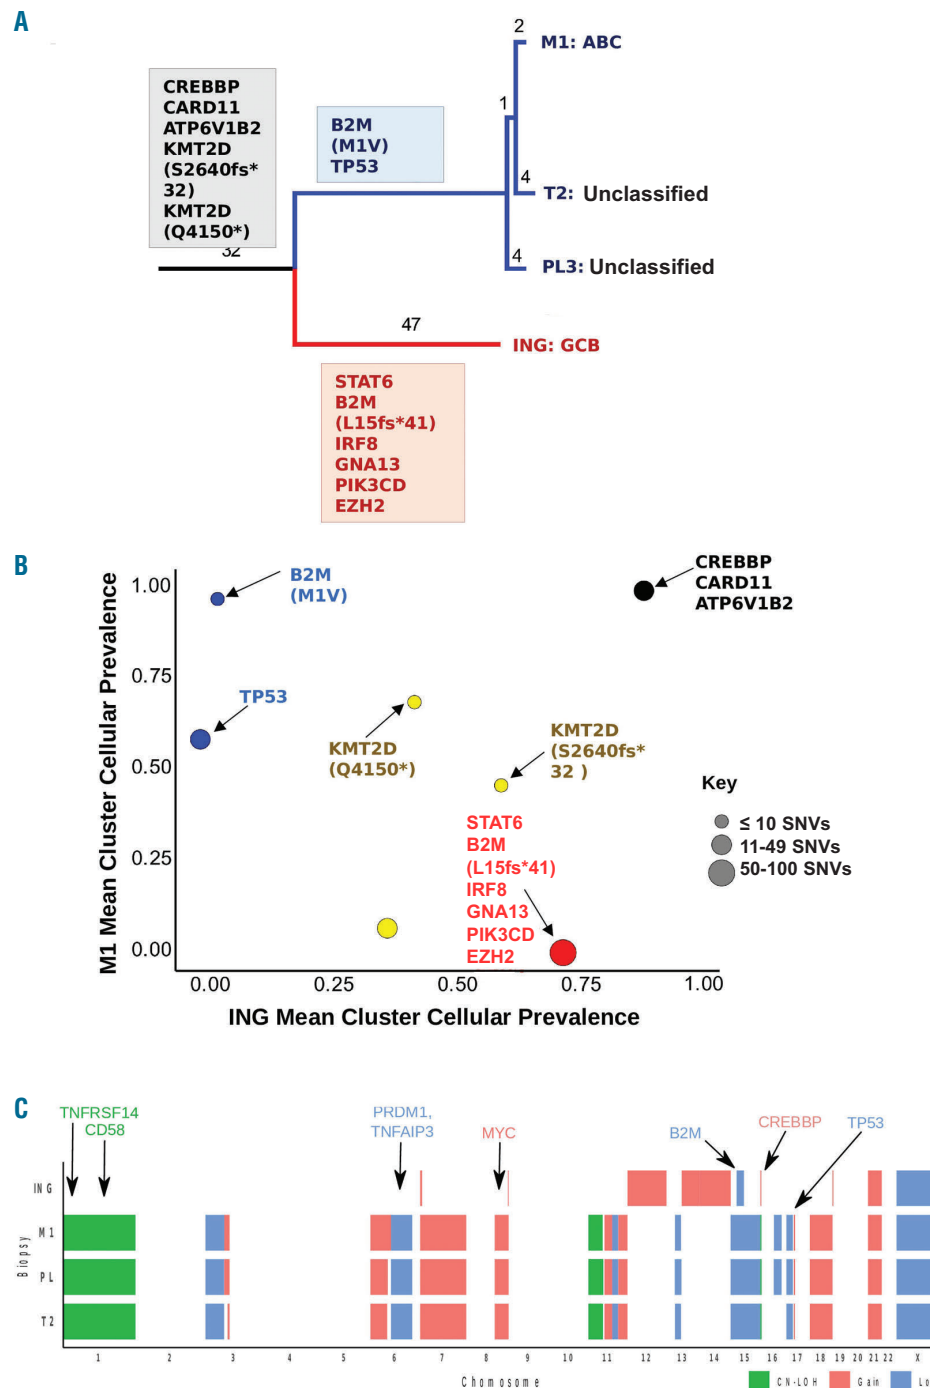 A
2
M1: ABC
CREBBP
CARD11
ATP6V1B2
KMT2D
(S2640fs*
32)
KMT2D
(Q4150*)
32
B2M
(M1V)
TP53
1
4
T2: Unclassified
4
PL3: Unclassified
47
ING: GCB
STAT6
B2M
(L15fs*41)
IRF8
GNA13
PIK3CD
EZH2
B
M1 Mean Cluster Cellular Prevalence
1.00
0.75
0.50
0.25
0.00
B2M
(M1V)
CREBBP
CARD11
ATP6V1B2
TP53
KMT2D
(Q4150*)
KMT2D
(S2640fs*
32 )
STAT6
B2M
(L15fs*41)
IRF8
GNA13
PIK3CD
EZH2
Key
≤ 10 SNVs
11-49 SNVs
50-100 SNVs
0.00 0.25 0.50 0.75 1.00
ING Mean Cluster Cellular Prevalence
C
TNFRSF14
CD58
PRDM1,
TNFAIP3
MYC
B2M
CREBBP
TP53
Biopsy
ING
M1
PL
T2
1 2 3 4 5 6 7 8 9 10 11 12 13 14 15 16 17 18 19 20 21 22 X
Chomosome
CN-LOH Gain Lo